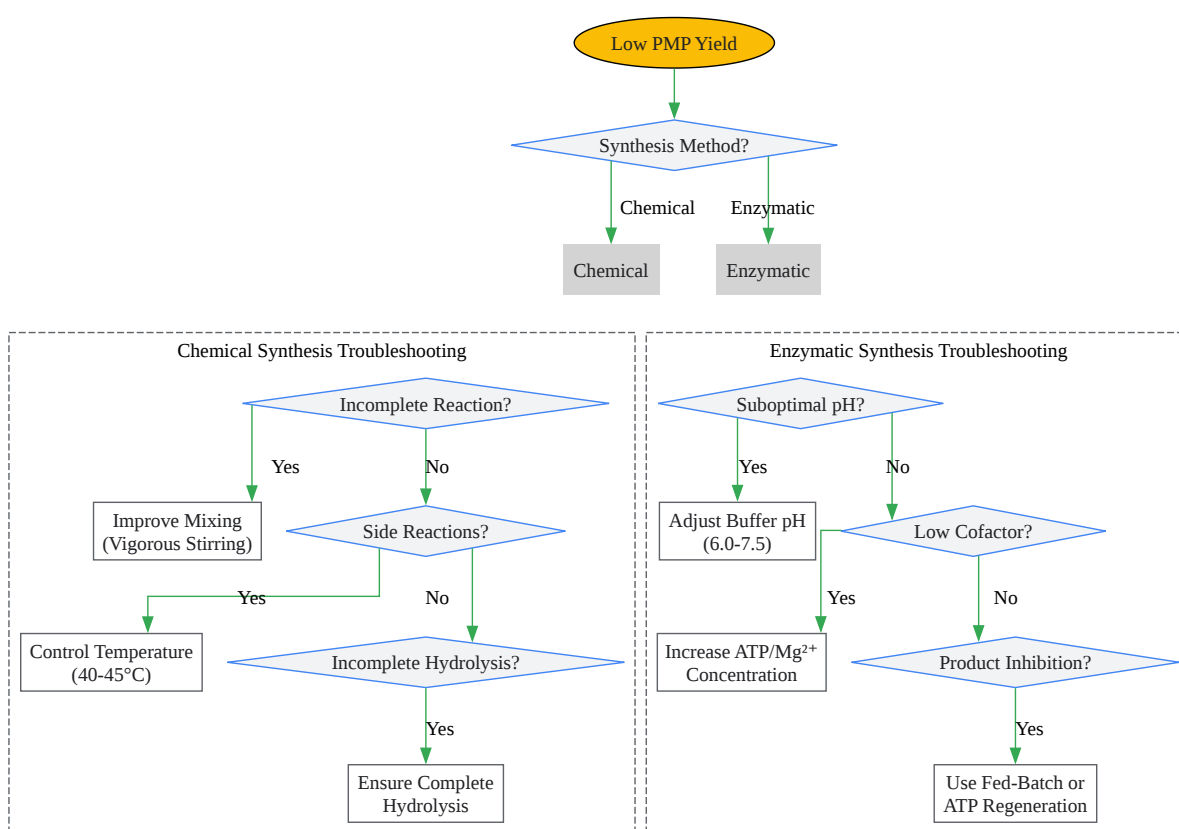 Low PMP Yield
Synthesis Method?
Chemical
Enzymatic
Chemical
Enzymatic
Chemical Synthesis Troubleshooting
Incomplete Reaction?
Yes
No
Improve Mixing
(Vigorous Stirring)
Side Reactions?
Yes
No
Control Temperature
(40-45°C)
Incomplete Hydrolysis?
Yes
Ensure Complete
Hydrolysis
Enzymatic Synthesis Troubleshooting
Suboptimal pH?
Yes
No
Adjust Buffer pH
(6.0-7.5)
Low Cofactor?
Yes
No
Increase ATP/Mg²⁺
Concentration
Product Inhibition?
Yes
Use Fed-Batch or
ATP Regeneration